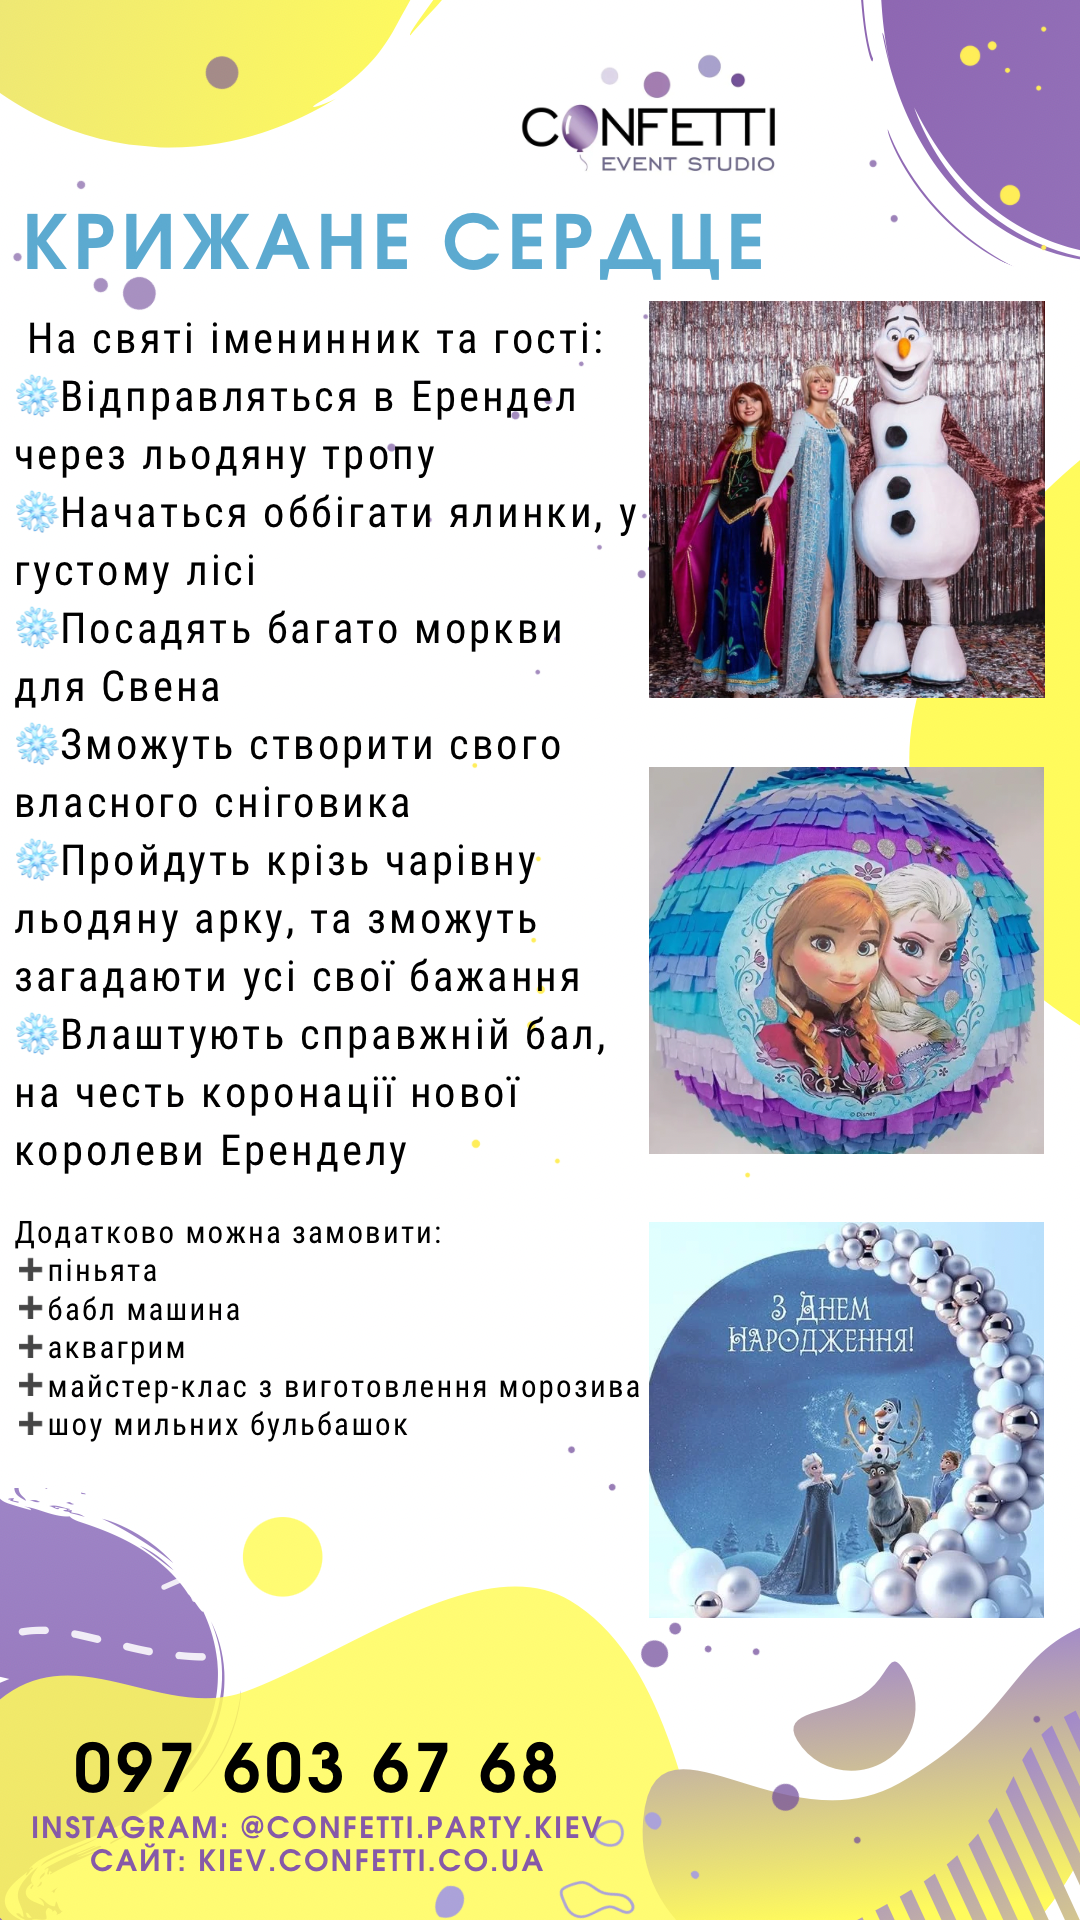 CONFETTI
EVENT STUDIO
КРИЖАНЕ СЕРДЦЕ
На святі іменинник та гості:
❄️Відправляться в Ерендел
через льодяну тропу
❄️Начаться оббігати ялинки, у
густому лісі
❄️Посадять багато моркви
для Свена
❄️Зможуть створити свого
власного сніговика
❄️Пройдуть крізь чарівну
льодяну арку, та зможуть
загадаюти усі свої бажання
❄️Влаштують справжній бал,
на честь коронації нової
королеви Еренделу
Додатково можна замовити:
➕піньята
➕бабл машина
➕аквагрим
➕майстер-клас з виготовлення морозива
➕шоу мильних бульбашок
© Disney
З Днем
Народження!
097 603 67 68
INSTAGRAM: @CONFETTI.PARTY.KIEV
САЙТ: KIEV.CONFETTI.CO.UA